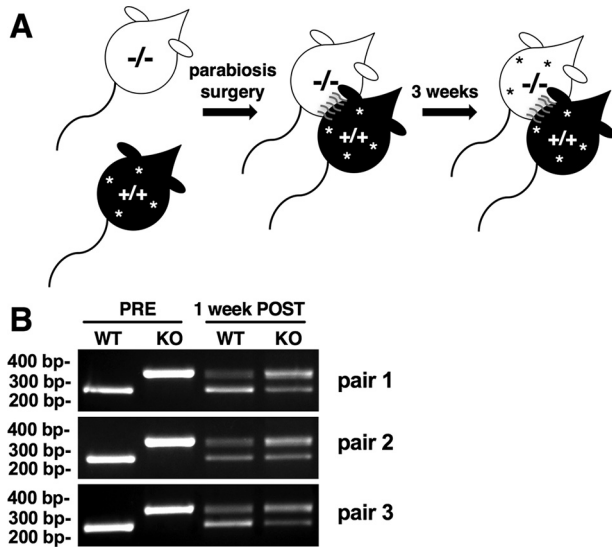 A
-/-
parabiosis
surgery
-/-
3 weeks
-/-
* * *
+/+
* * * *
+/+
* * * *
+/+
* * * *
B
PRE
1 week POST
WT KO WT KO
400 bp-
300 bp-
200 bp-
pair 1
400 bp-
300 bp-
200 bp-
pair 2
400 bp-
300 bp-
200 bp-
pair 3